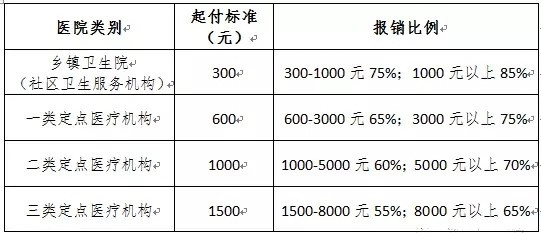 医院类别
起付标准
（元）
报销比例
乡镇卫生院
（社区卫生服务机构）
300
300-1000 元 75%；1000 元以上 85%
一类定点医疗机构
600
600-3000 元 65%；3000 元以上 75%
二类定点医疗机构
1000
1000-5000 元 60%；5000 元以上 70%
三类定点医疗机构
1500
1500-8000 元 55%；8000 元以上 65%